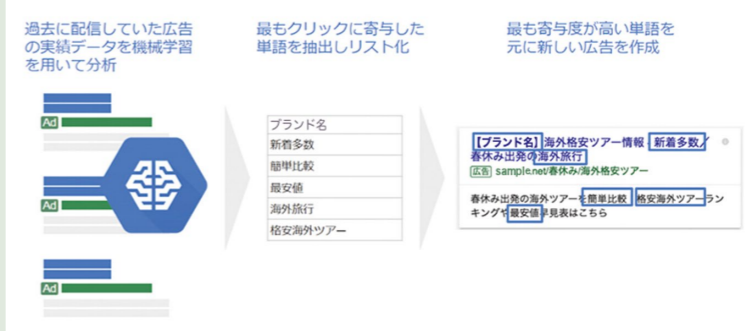 過去に配信していた広告
の実績データを機械学習
を用いて分析
最もクリックに寄与した
単語を抽出しリスト化
最も寄与度が高い単語を
元に新しい広告を作成
Ad
Ad
Ad
ブランド名
新着多数
簡単比較
最安値
海外旅行
格安海外ツアー
【ブランド名】海外格安ツアー情報 - 新着多数／
春休み出発の海外旅行
広告 sample.net/春休み/海外格安ツアー
春休み出発の海外ツアーを簡単比較 格安海外ツアーラン
キングや最安値早見表はこちら